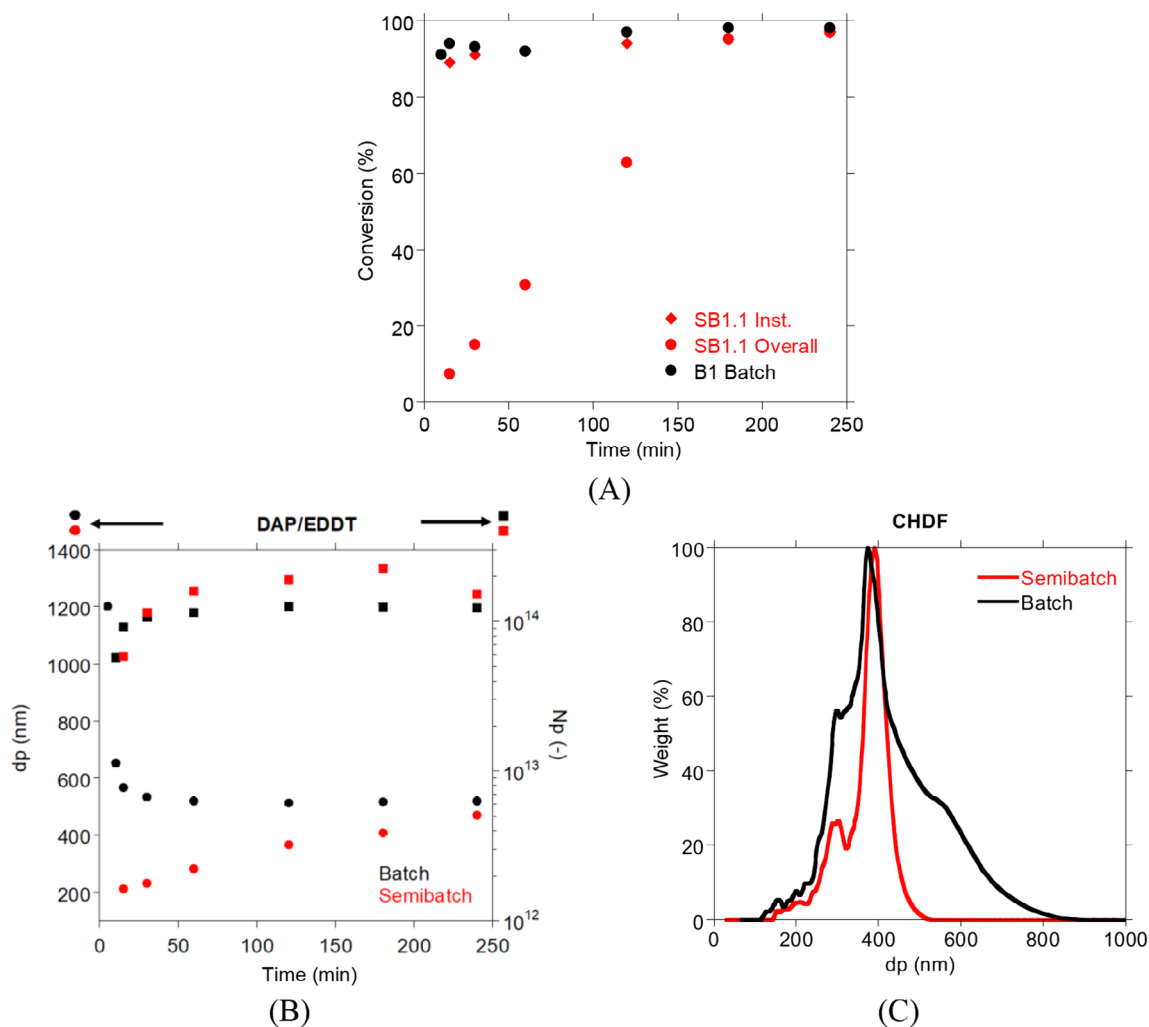 100
80
60
40
20
0
Conversion (%)
SB1.1 Inst.
SB1.1 Overall
B1 Batch
0 50 100 150 200 250
Time (min)
(A)
DAP/EDDT
1400
1200
1000
800
600
400
200
dp (nm)
10^14
10^13
10^12
Np (-)
Batch
Semibatch
0 50 100 150 200 250
Time (min)
(B)
CHDF
100
80
60
40
20
0
Weight (%)
Semibatch
Batch
0 200 400 600 800 1000
dp (nm)
(C)